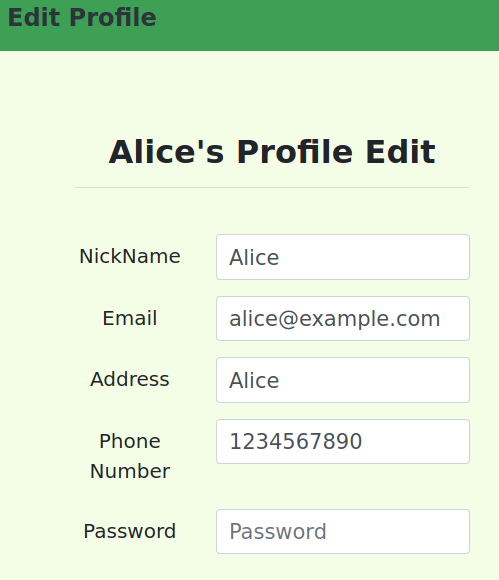 Edit Profile
Alice's Profile Edit
NickName
Alice
Email
alice@example.com
Address
Alice
Phone
Number
1234567890
Password
Password